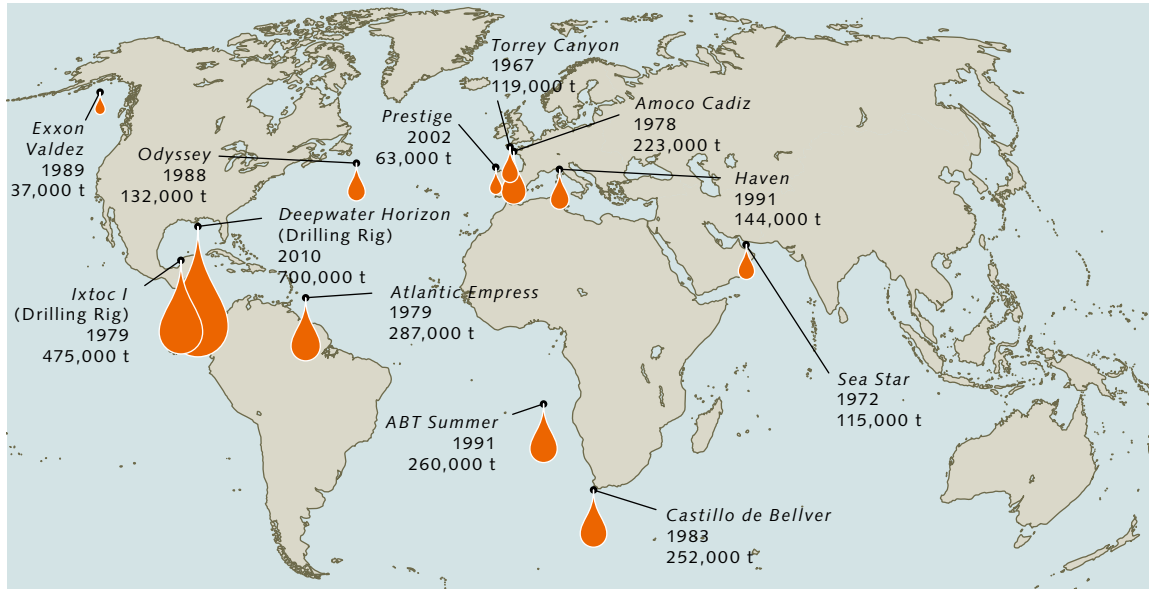 Torrey Canyon
1967
119,000 t
Amoco Cadiz
1978
223,000 t
Prestige
2002
63,000 t
Exxon
Valdez
1989
37,000 t
Odyssey
1988
132,000 t
Haven
1991
144,000 t
Deepwater Horizon
(Drilling Rig)
2010
700,000 t
Ixtoc I
(Drilling Rig)
1979
475,000 t
Atlantic Empress
1979
287,000 t
Sea Star
1972
115,000 t
ABT Summer
1991
260,000 t
Castillo de Bellver
1983
252,000 t